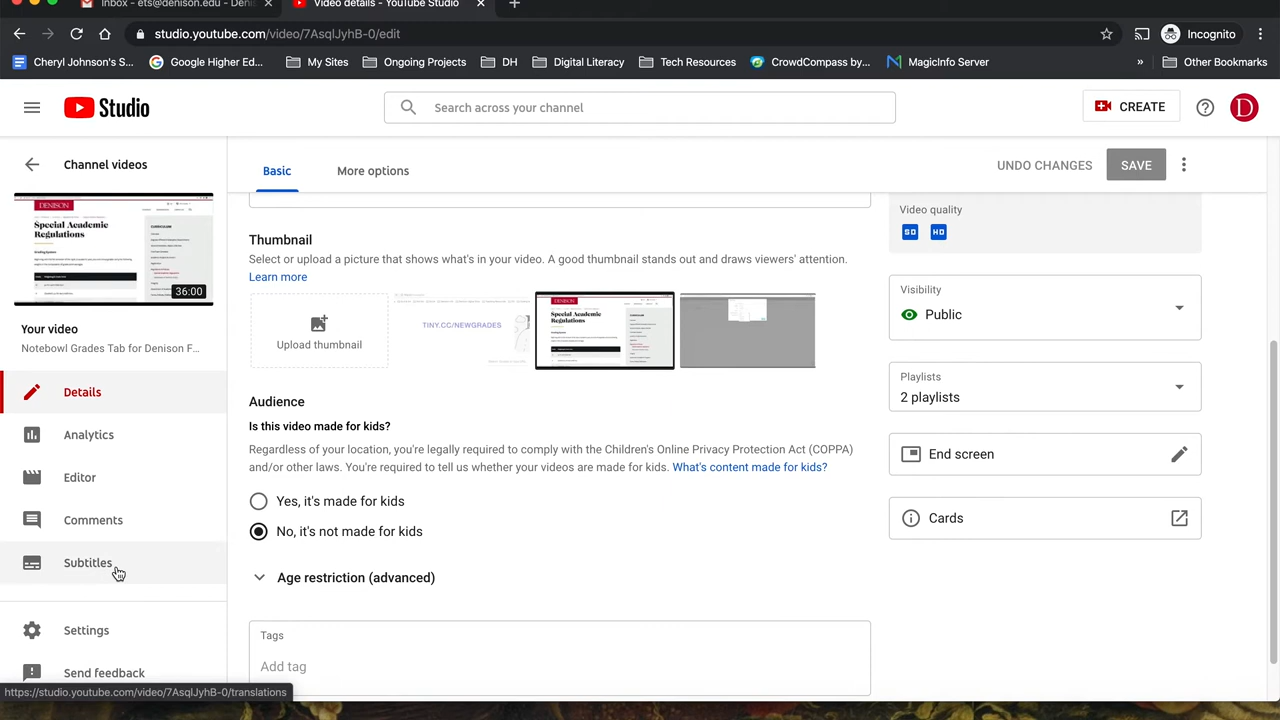 Inbox - ets@denison.edu - Deni
Video details - YouTube Studio
studio.youtube.com/video/7AsqlJyhB-0/edit
Incognito
Cheryl Johnson's S...
Google Higher Ed...
My Sites
Ongoing Projects
DH
Digital Literacy
Tech Resources
CrowdCompass by...
MagicInfo Server
»
Other Bookmarks
Studio
Search across your channel
CREATE
D
Channel videos
Basic
More options
UNDO CHANGES
SAVE
DENISON
Special Academic
Regulations
36:00
Your video
Notebowl Grades Tab for Denison F...
Details
Analytics
Editor
Comments
Subtitles
Settings
Send feedback
https://studio.youtube.com/video/7AsqlJyhB-0/translations
Thumbnail
Select or upload a picture that shows what's in your video. A good thumbnail stands out and draws viewers' attention.
Learn more
Upload thumbnail
TINY.CC/NEWGRADES
DENISON
Special Academic
Regulations
Audience
Is this video made for kids?
Regardless of your location, you're legally required to comply with the Children's Online Privacy Protection Act (COPPA)
and/or other laws. You're required to tell us whether your videos are made for kids. What's content made for kids?
Yes, it's made for kids
No, it's not made for kids
Age restriction (advanced)
Tags
Add tag
Video quality
SD HD
Visibility
Public
Playlists
2 playlists
End screen
Cards